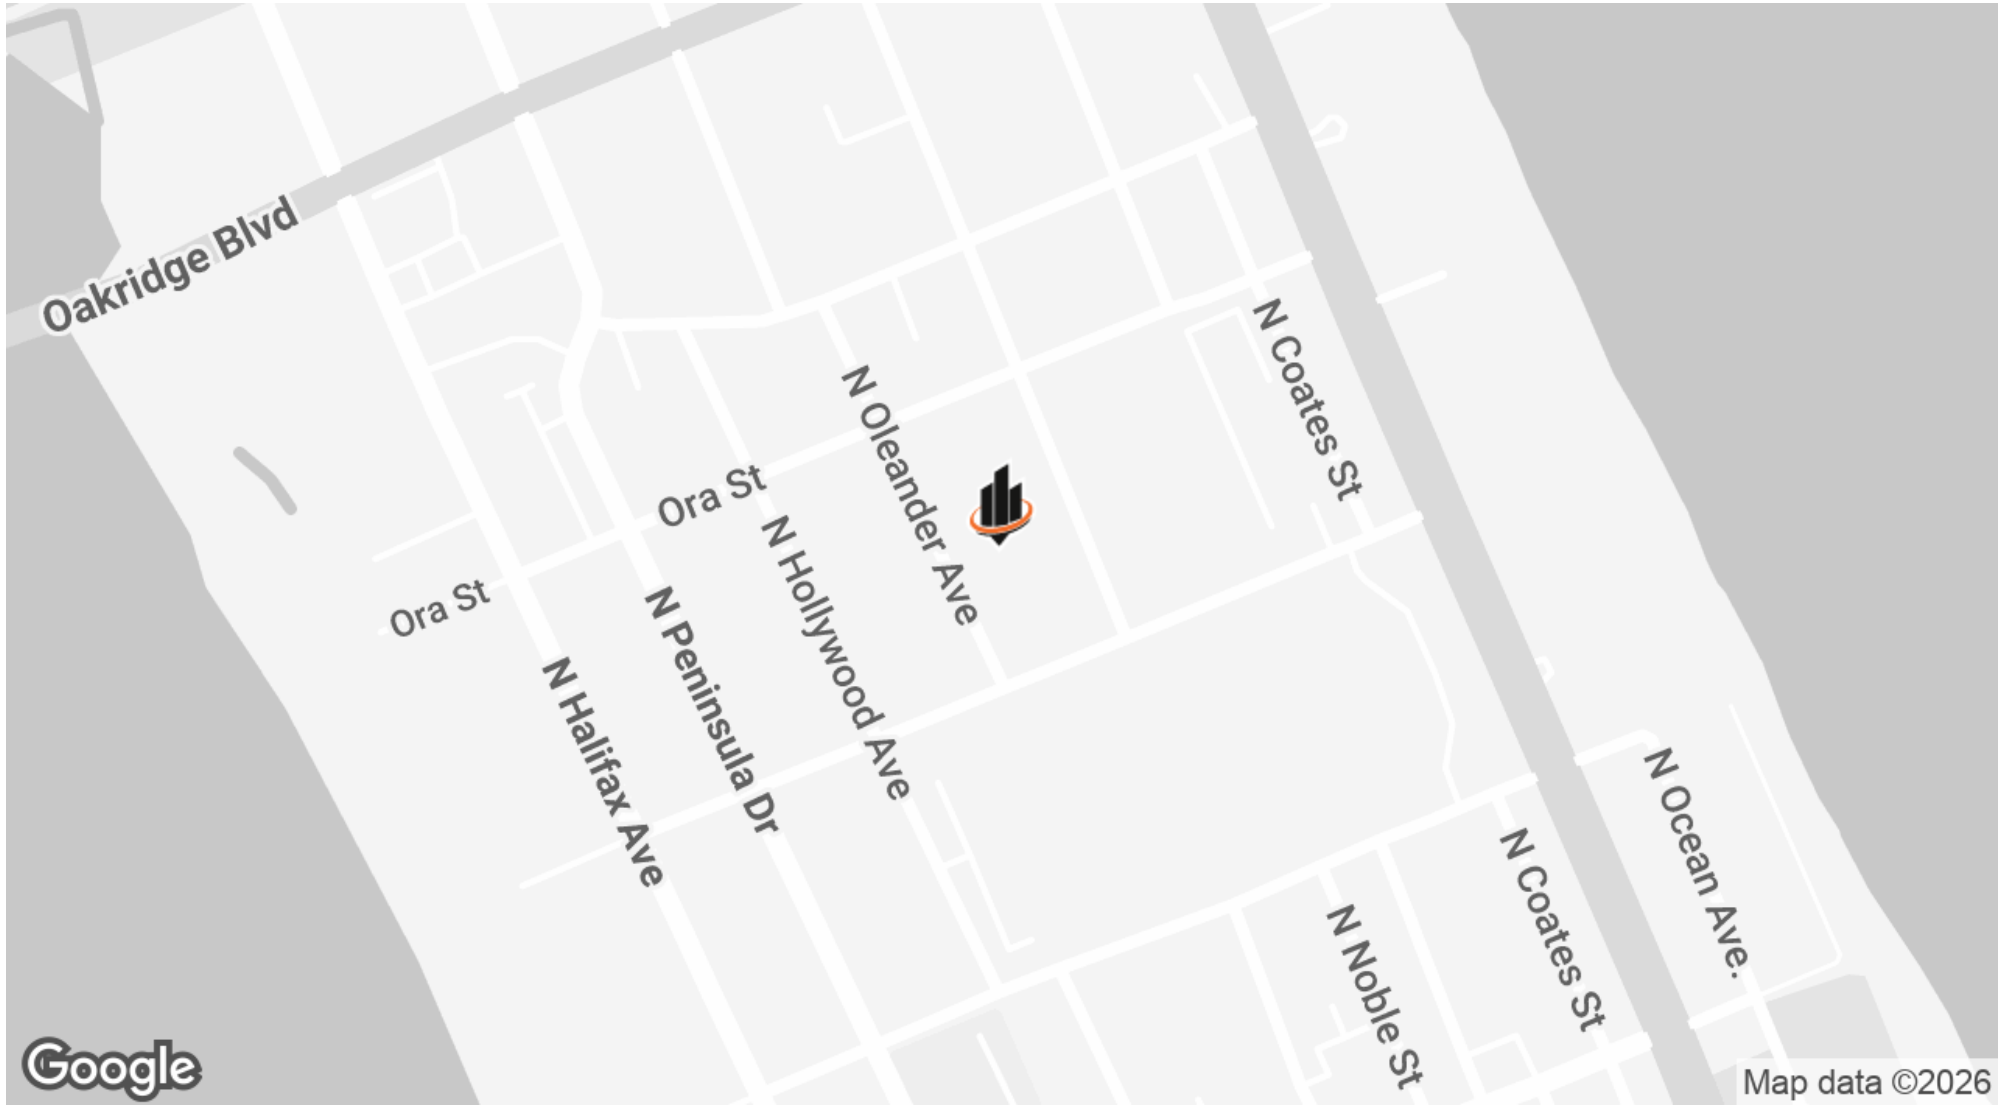 Oakridge Blvd
N Coates St
N Oleander Ave
Ora St
N Hollywood Ave
Ora St
N Peninsula Dr
N Halifax Ave
N Ocean Ave.
N Coates St
N Noble St
Google
Map data ©2026